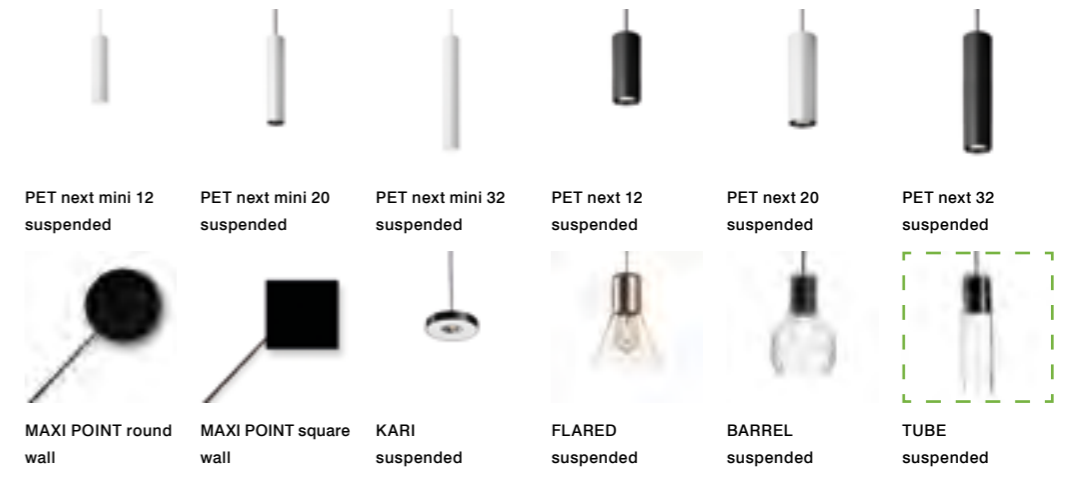 PET next mini 12
suspended
PET next mini 20
suspended
PET next mini 32
suspended
PET next 12
suspended
PET next 20
suspended
PET next 32
suspended
MAXI POINT round
wall
MAXI POINT square
wall
KARI
suspended
FLARED
suspended
BARREL
suspended
TUBE
suspended